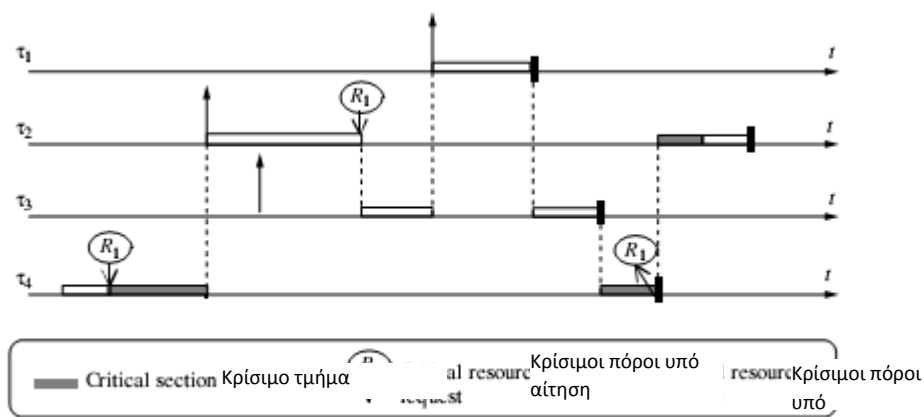 τ1 t
R1
τ2 t
τ3 t
R1 R1
τ4 t
Critical section Κρίσιμο τμήμα al resourc Κρίσιμοι πόροι υπό αίτηση d resourc Κρίσιμοι πόροι υπό
request